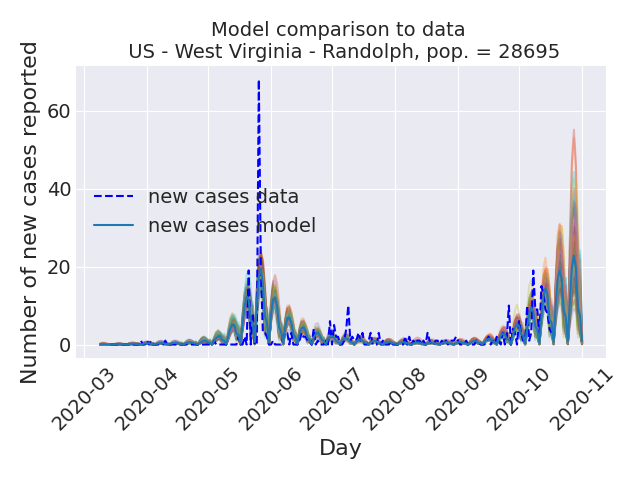 Model comparison to data
US - West Virginia - Randolph, pop. = 28695
Number of new cases reported
60
40
20
0
new cases data
new cases model
2020-03
2020-04
2020-05
2020-06
2020-07
2020-08
2020-09
2020-10
2020-11
Day